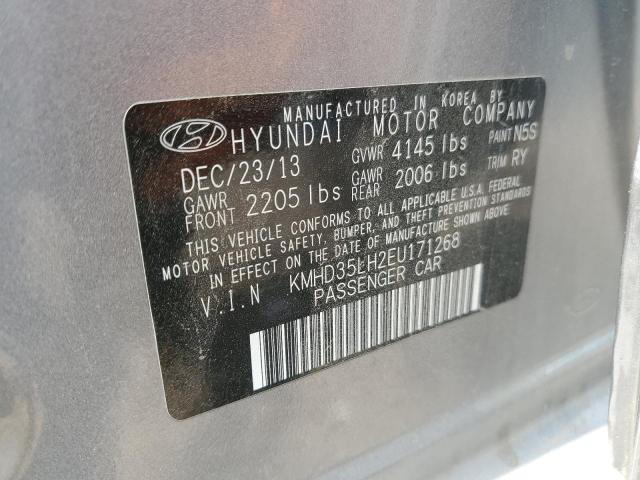 MANUFACTURED IN KOREA BY
HYUNDAI MOTOR COMPANY
DEC/23/13 GVWR 4145 lbs PAINT N5S
GAWR FRONT 2205 lbs GAWR REAR 2006 lbs TRIM RY
THIS VEHICLE CONFORMS TO ALL APPLICABLE U.S.A. FEDERAL
MOTOR VEHICLE SAFETY, BUMPER, AND THEFT PREVENTION STANDARDS
IN EFFECT ON THE DATE OF MANUFACTURE SHOWN ABOVE.
V.I.N KMHD35LH2EU171268
PASSENGER CAR